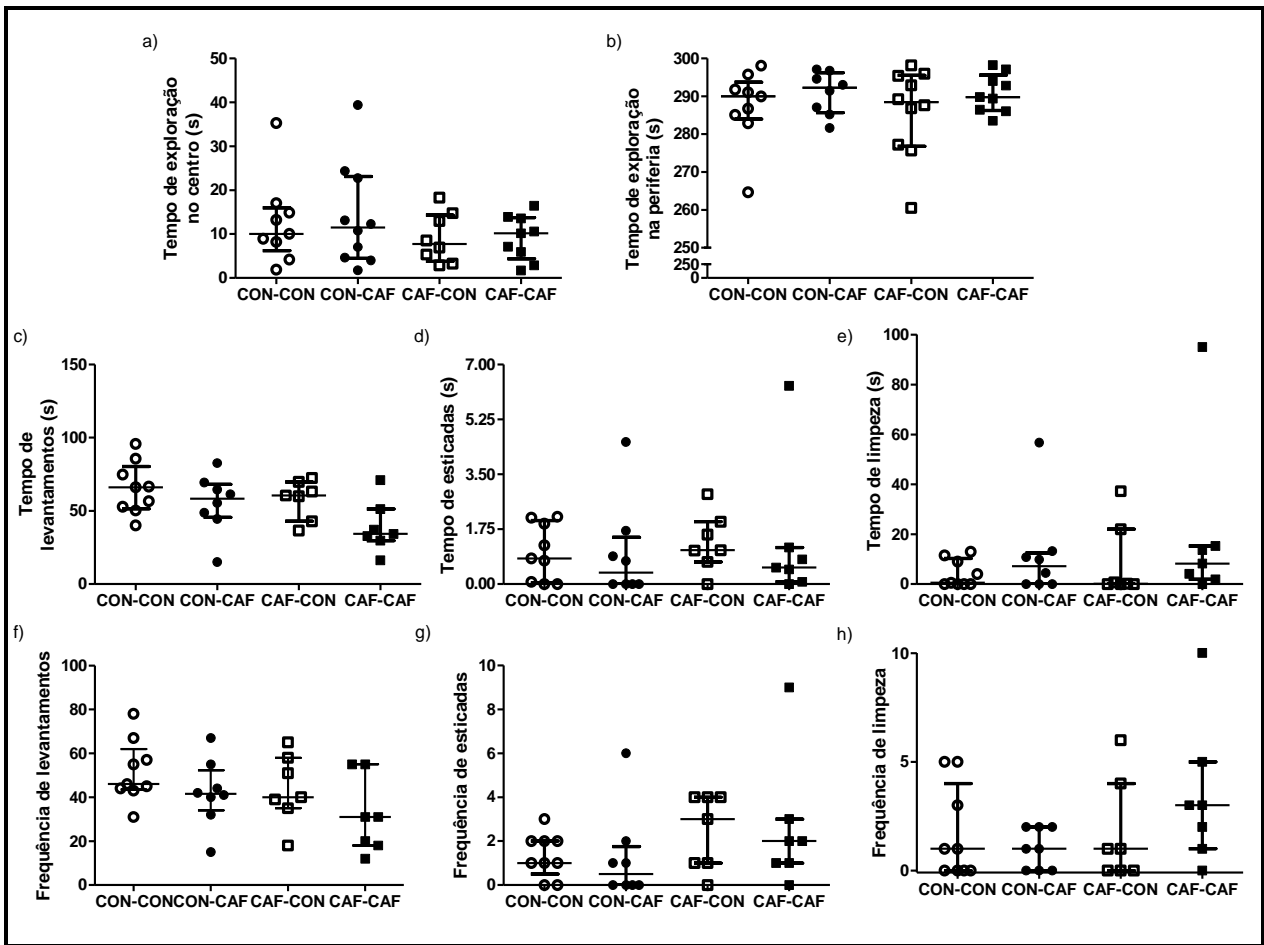 a)
Tempo de exploração
no centro (s)
50
40
30
20
10
0
CON-CON CON-CAF CAF-CON CAF-CAF
b)
Tempo de exploração
na periferia (s)
300
290
280
270
260
250
250
0
CON-CON CON-CAF CAF-CON CAF-CAF
c)
Tempo de
levantamentos (s)
150
100
50
0
CON-CON CON-CAF CAF-CON CAF-CAF
d)
Tempo de esticadas (s)
7.00
5.25
3.50
1.75
0.00
CON-CON CON-CAF CAF-CON CAF-CAF
e)
Tempo de limpeza (s)
100
80
60
40
20
0
CON-CON CON-CAF CAF-CON CAF-CAF
f)
Frequência de levantamentos
100
80
60
40
20
0
CON-CON CON-CAF CAF-CON CAF-CAF
g)
Frequência de esticadas
10
8
6
4
2
0
CON-CON CON-CAF CAF-CON CAF-CAF
h)
Frequência de limpeza
10
5
0
CON-CON CON-CAF CAF-CON CAF-CAF